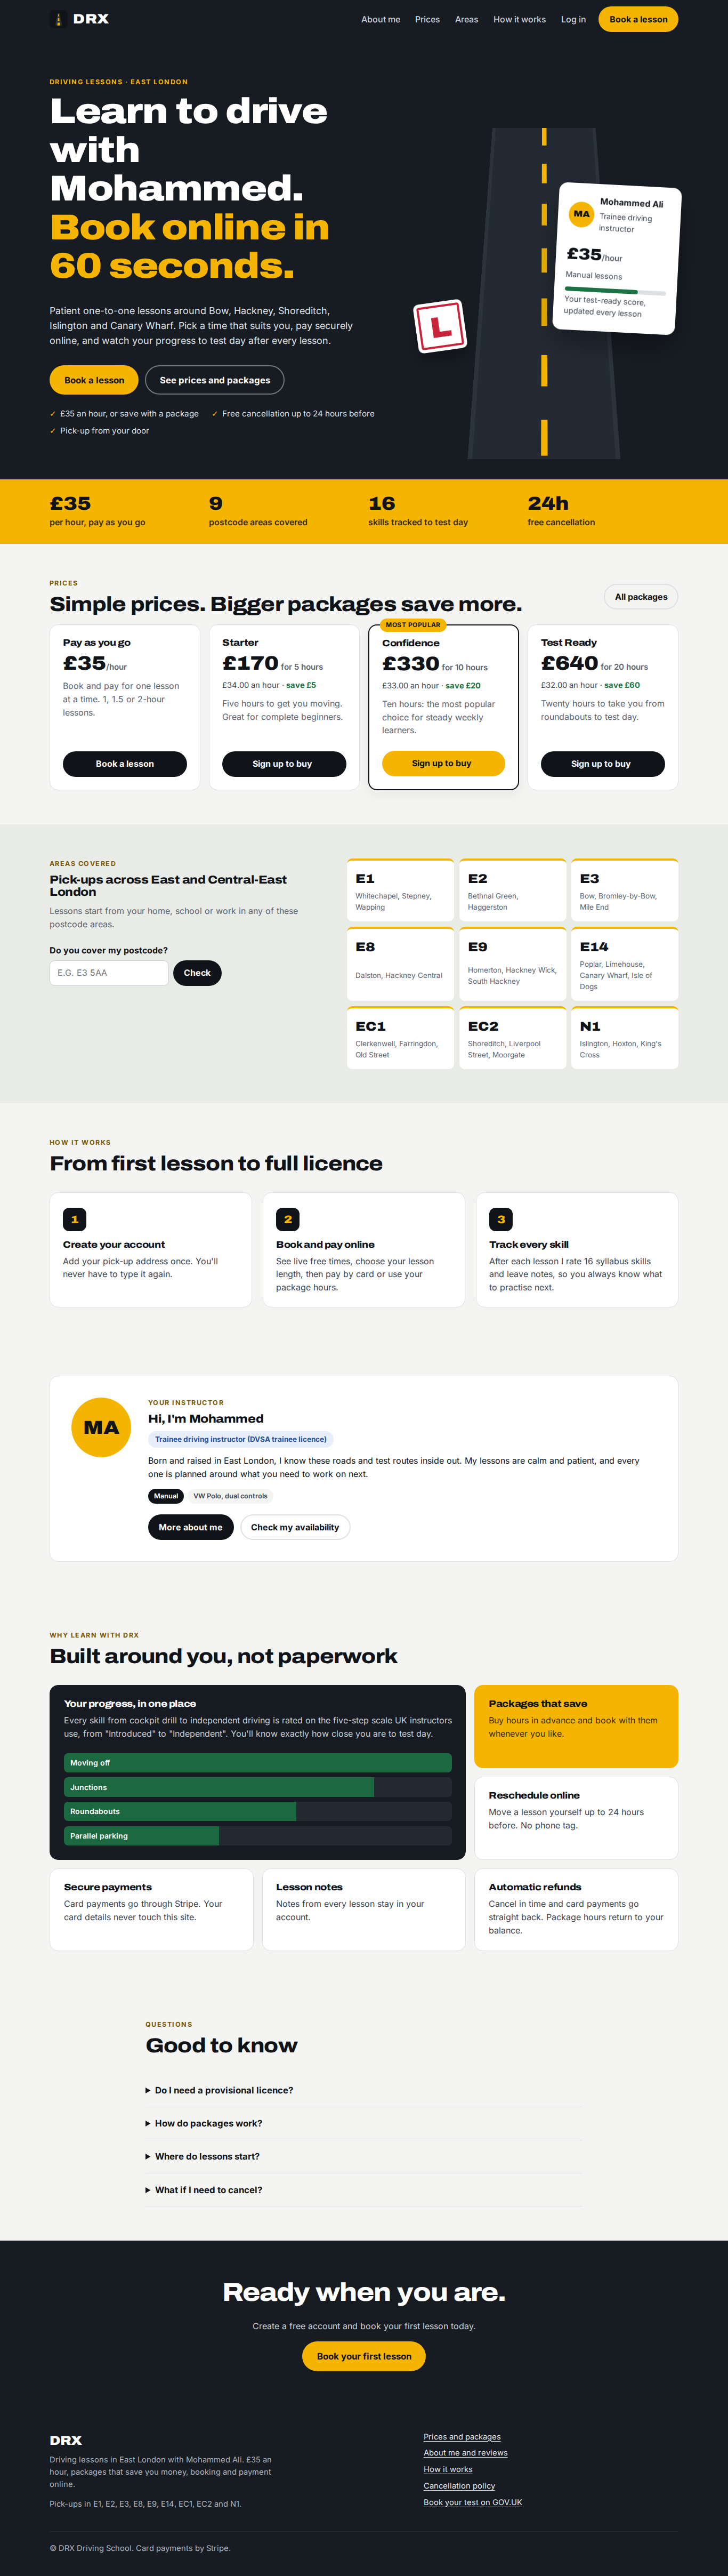 DRX
About me
Prices
Areas
How it works
Log in
Book a lesson
DRIVING LESSONS · EAST LONDON
Learn to drive
with
Mohammed.
Book online in
60 seconds.
Patient one-to-one lessons around Bow, Hackney, Shoreditch,
Islington and Canary Wharf. Pick a time that suits you, pay securely
online, and watch your progress to test day after every lesson.
Book a lesson
See prices and packages
✓ £35 an hour, or save with a package
✓ Free cancellation up to 24 hours before
✓ Pick-up from your door
L
MA
Mohammed Ali
Trainee driving
instructor
£35/hour
Manual lessons
Your test-ready score,
updated every lesson
£35
per hour, pay as you go
9
postcode areas covered
16
skills tracked to test day
24h
free cancellation
PRICES
Simple prices. Bigger packages save more.
All packages
Pay as you go
£35/hour
Book and pay for one lesson
at a time. 1, 1.5 or 2-hour
lessons.
Book a lesson
Starter
£170 for 5 hours
£34.00 an hour · save £5
Five hours to get you moving.
Great for complete beginners.
Sign up to buy
MOST POPULAR
Confidence
£330 for 10 hours
£33.00 an hour · save £20
Ten hours: the most popular
choice for steady weekly
learners.
Sign up to buy
Test Ready
£640 for 20 hours
£32.00 an hour · save £60
Twenty hours to take you from
roundabouts to test day.
Sign up to buy
AREAS COVERED
Pick-ups across East and Central-East
London
Lessons start from your home, school or work in any of these
postcode areas.
Do you cover my postcode?
E.G. E3 5AA
Check
E1
Whitechapel, Stepney,
Wapping
E2
Bethnal Green,
Haggerston
E3
Bow, Bromley-by-Bow,
Mile End
E8
Dalston, Hackney Central
E9
Homerton, Hackney Wick,
South Hackney
E14
Poplar, Limehouse,
Canary Wharf, Isle of
Dogs
EC1
Clerkenwell, Farringdon,
Old Street
EC2
Shoreditch, Liverpool
Street, Moorgate
N1
Islington, Hoxton, King's
Cross
HOW IT WORKS
From first lesson to full licence
1
Create your account
Add your pick-up address once. You'll
never have to type it again.
2
Book and pay online
See live free times, choose your lesson
length, then pay by card or use your
package hours.
3
Track every skill
After each lesson I rate 16 syllabus skills
and leave notes, so you always know what
to practise next.
MA
YOUR INSTRUCTOR
Hi, I'm Mohammed
Trainee driving instructor (DVSA trainee licence)
Born and raised in East London, I know these roads and test routes inside out. My lessons are calm and patient, and every
one is planned around what you need to work on next.
Manual
VW Polo, dual controls
More about me
Check my availability
WHY LEARN WITH DRX
Built around you, not paperwork
Your progress, in one place
Every skill from cockpit drill to independent driving is rated on the five-step scale UK instructors
use, from "Introduced" to "Independent". You'll know exactly how close you are to test day.
Moving off
Junctions
Roundabouts
Parallel parking
Packages that save
Buy hours in advance and book with them
whenever you like.
Reschedule online
Move a lesson yourself up to 24 hours
before. No phone tag.
Secure payments
Card payments go through Stripe. Your
card details never touch this site.
Lesson notes
Notes from every lesson stay in your
account.
Automatic refunds
Cancel in time and card payments go
straight back. Package hours return to your
balance.
QUESTIONS
Good to know
Do I need a provisional licence?
How do packages work?
Where do lessons start?
What if I need to cancel?
Ready when you are.
Create a free account and book your first lesson today.
Book your first lesson
DRX
Driving lessons in East London with Mohammed Ali. £35 an
hour, packages that save you money, booking and payment
online.
Pick-ups in E1, E2, E3, E8, E9, E14, EC1, EC2 and N1.
Prices and packages
About me and reviews
How it works
Cancellation policy
Book your test on GOV.UK
© DRX Driving School. Card payments by Stripe.